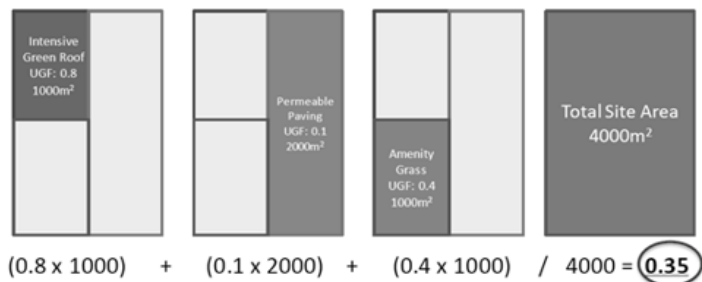 Intensive
Green Roof
UGF: 0.8
1000m²
Permeable
Paving
UGF: 0.1
2000m²
Amenity
Grass
UGF: 0.4
1000m²
Total Site Area
4000m²
(0.8 x 1000) + (0.1 x 2000) + (0.4 x 1000) / 4000 = 0.35